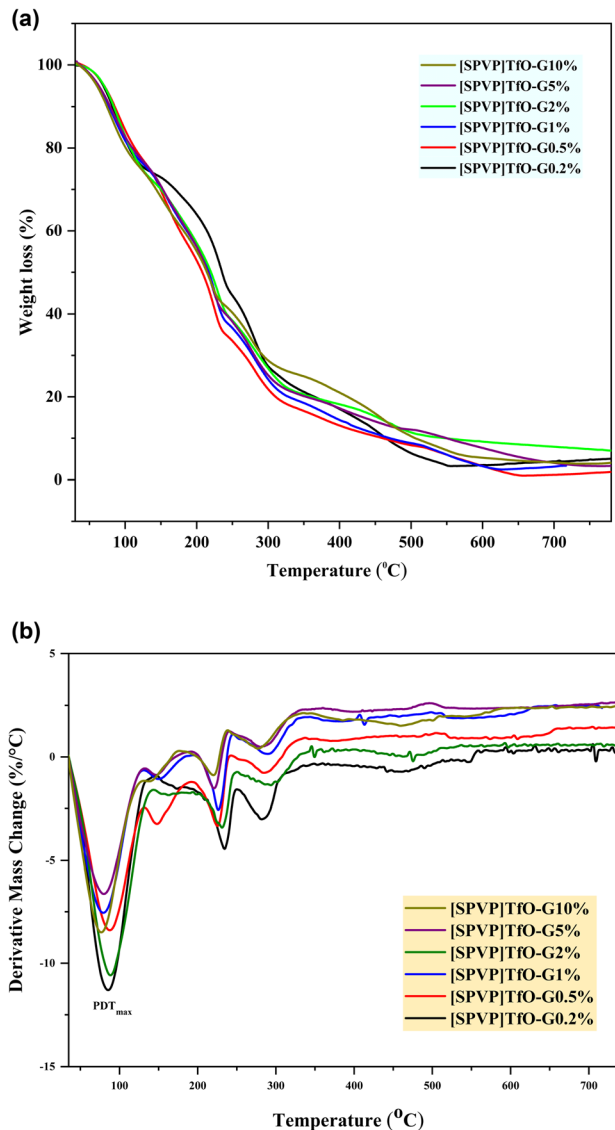 (a)
100
80
60
40
20
0
Weight loss (%)
[SPVP]TfO-G10%
[SPVP]TfO-G5%
[SPVP]TfO-G2%
[SPVP]TfO-G1%
[SPVP]TfO-G0.5%
[SPVP]TfO-G0.2%
100 200 300 400 500 600 700
Temperature (⁰C)
(b)
5
0
-5
-10
-15
Derivative Mass Change (%/°C)
PDTmax
[SPVP]TfO-G10%
[SPVP]TfO-G5%
[SPVP]TfO-G2%
[SPVP]TfO-G1%
[SPVP]TfO-G0.5%
[SPVP]TfO-G0.2%
100 200 300 400 500 600 700
Temperature (⁰C)